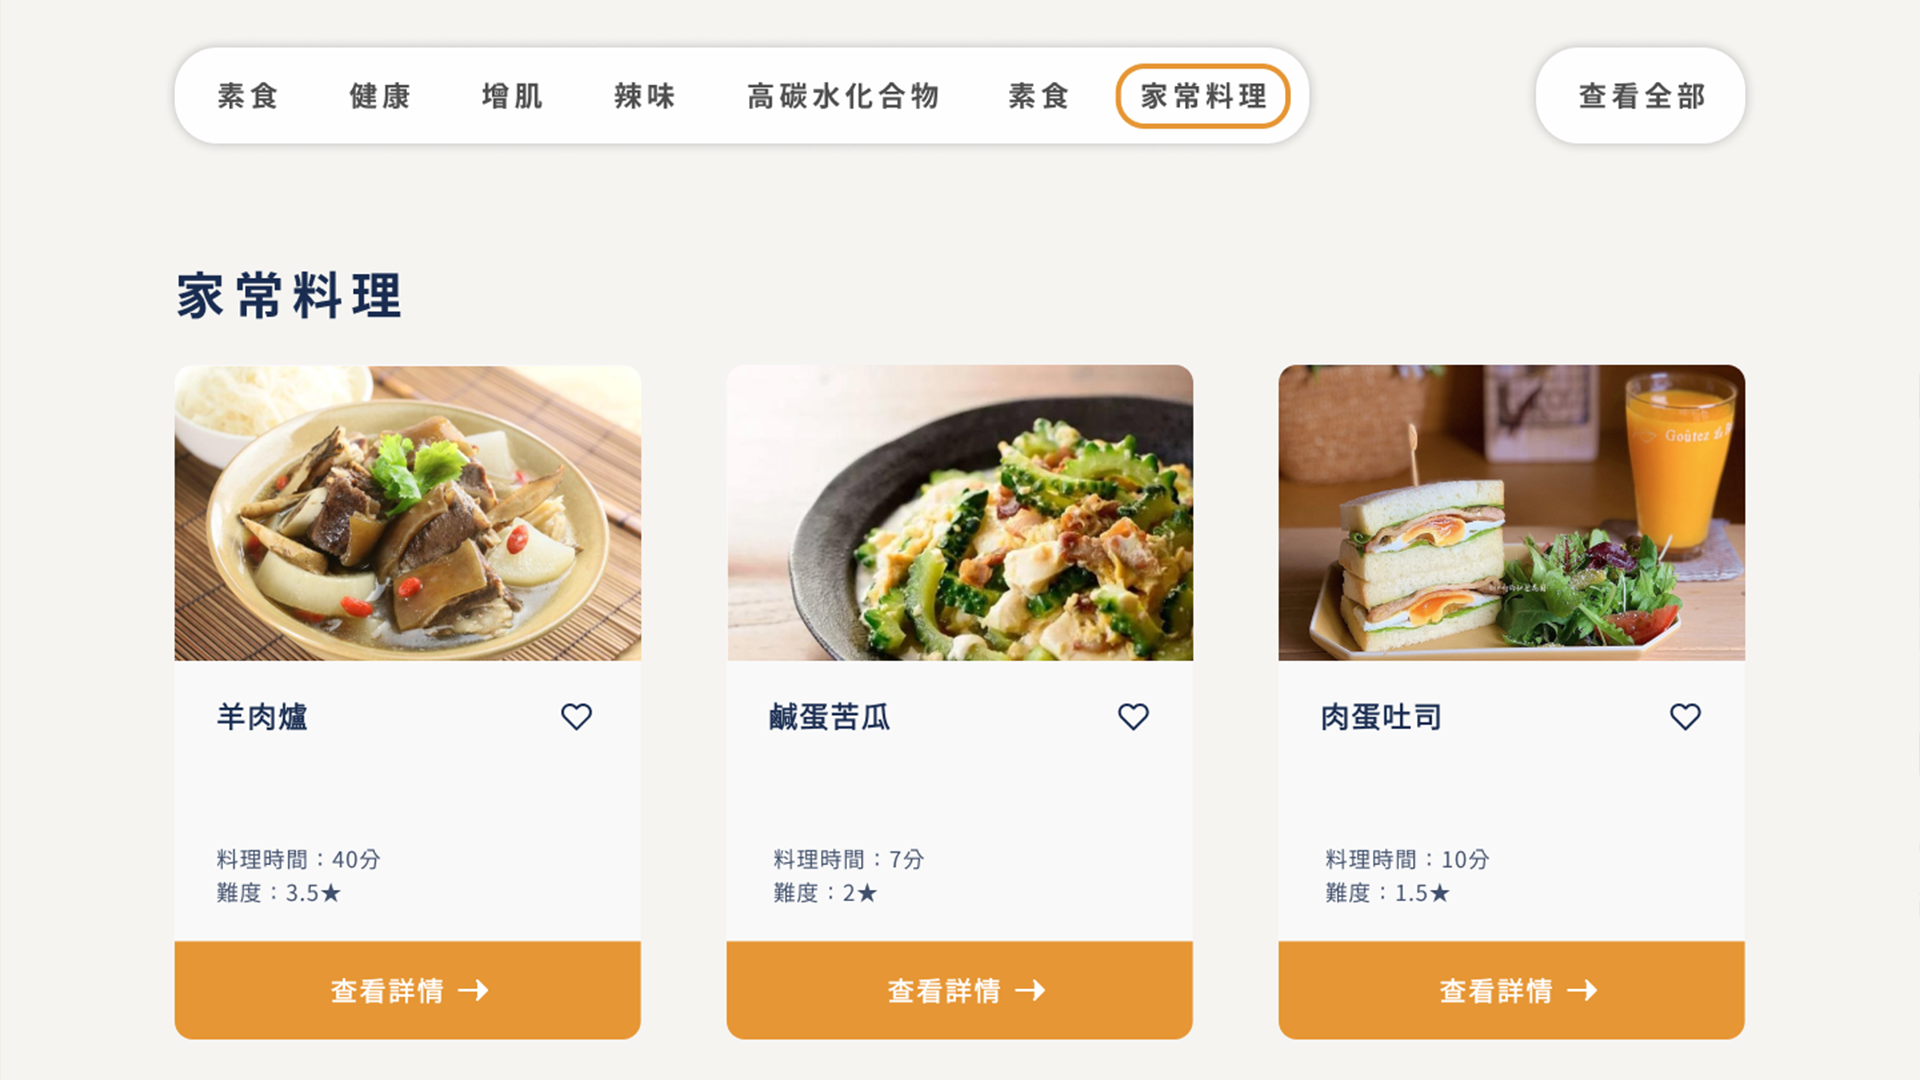 素食 健康 增肌 辣味 高碳水化合物 素食 家常料理 查看全部
家常料理
Goûtez
羊肉爐
料理時間：40分
難度：3.5★
查看詳情 →
鹹蛋苦瓜
料理時間：7分
難度：2★
查看詳情 →
肉蛋吐司
料理時間：10分
難度：1.5★
查看詳情 →